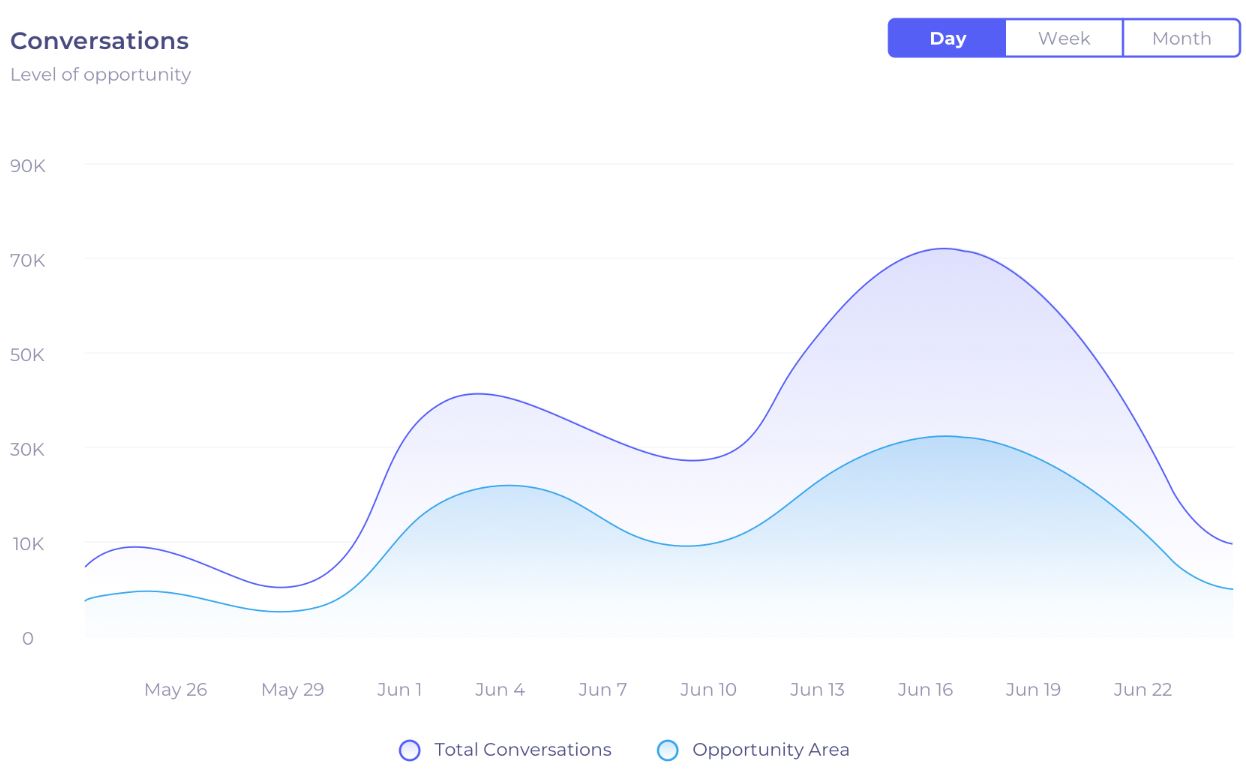 Conversations
Day Week Month
Level of opportunity
90K
70K
50K
30K
10K
0
May 26 May 29 Jun 1 Jun 4 Jun 7 Jun 10 Jun 13 Jun 16 Jun 19 Jun 22
Total Conversations Opportunity Area